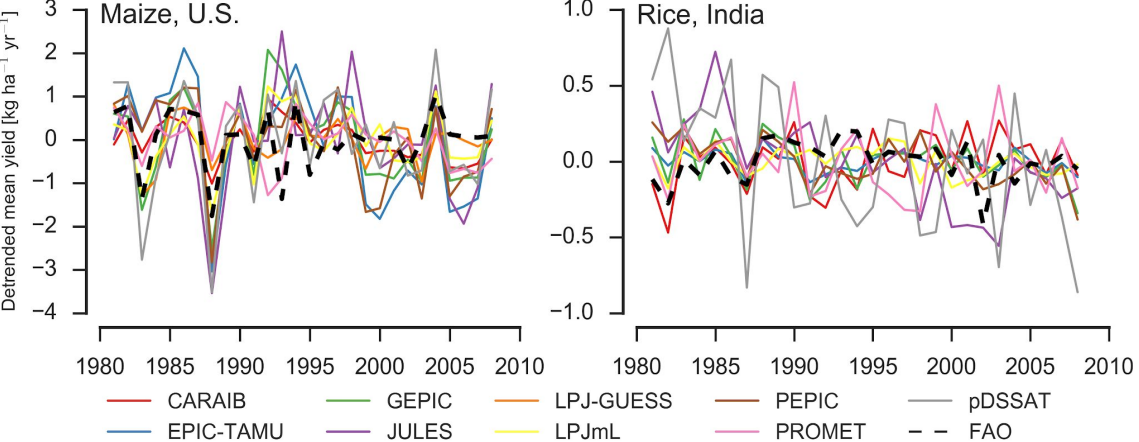 Maize, U.S.
Rice, India
Detrended mean yield [kg ha⁻¹ yr⁻¹]
3
2
1
0
−1
−2
−3
−4
1.0
0.5
0.0
−0.5
−1.0
1980 1985 1990 1995 2000 2005 2010
1980 1985 1990 1995 2000 2005 2010
CARAIB GEPIC LPJ-GUESS PEPIC pDSSAT
EPIC-TAMU JULES LPJmL PROMET FAO